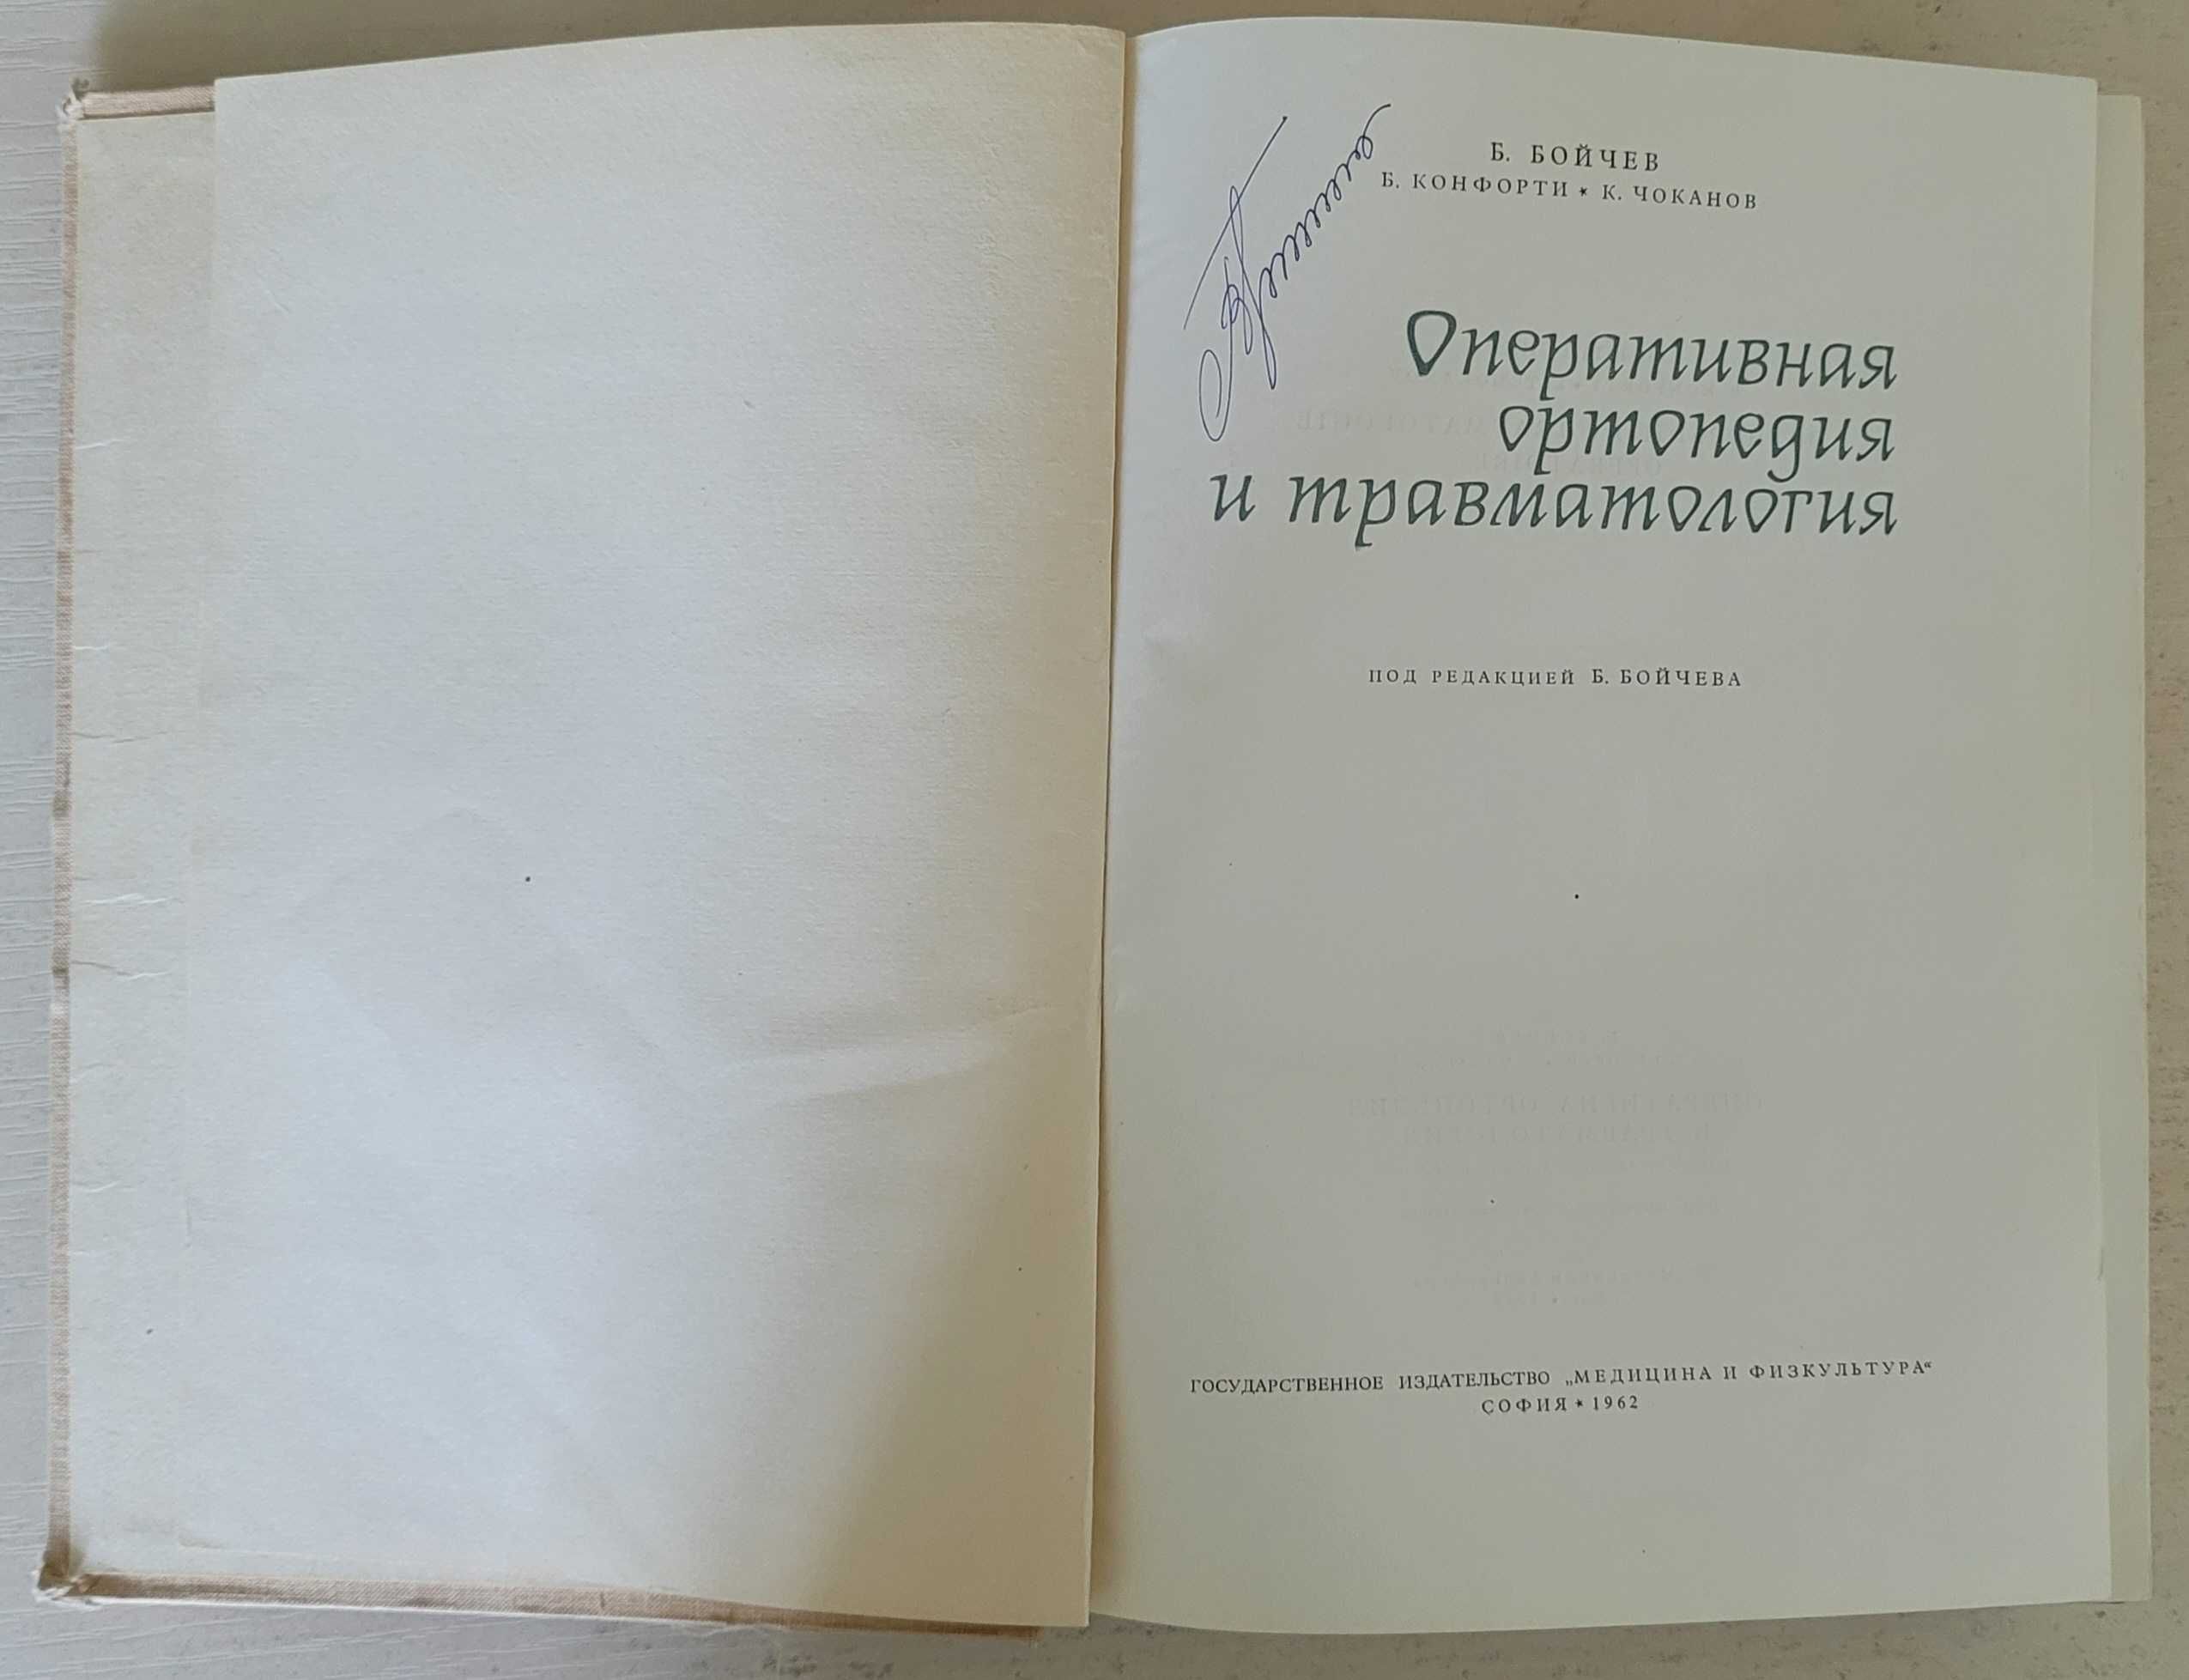 Б. БОЙЧЕВ
Б. КОНФОРТИ * К. ЧОКАНОВ
Оперативная
ортопедия
и травматология
ПОД РЕДАКЦИЕЙ Б. БОЙЧЕВА
ГОСУДАРСТВЕННОЕ ИЗДАТЕЛЬСТВО „МЕДИЦИНА И ФИЗКУЛЬТУРА“
СОФИЯ * 1962